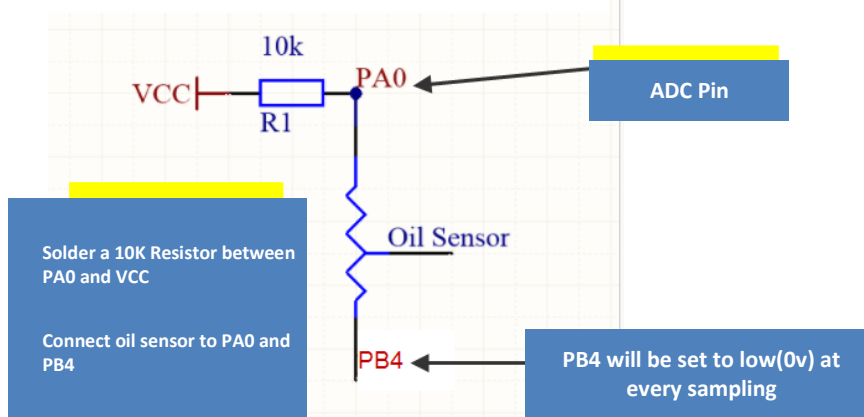 10k
VCC
PA0
R1
ADC Pin
Solder a 10K Resistor between
PA0 and VCC
Connect oil sensor to PA0 and
PB4
Oil Sensor
PB4
PB4 will be set to low(0v) at
every sampling